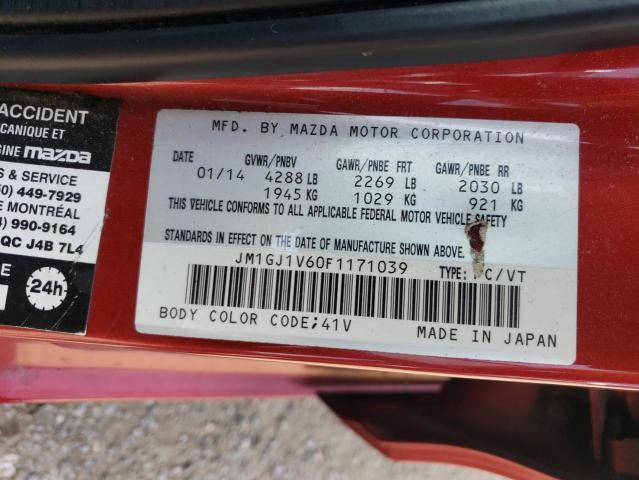 ACCIDENT
CANIQUE ET
GINE mazda
S & SERVICE
0) 449-7929
E MONTRÉAL
4) 990-9164
QC J4B 7L4
E
24h
MFD. BY MAZDA MOTOR CORPORATION
DATE GVWR/PNBV GAWR/PNBE FRT GAWR/PNBE RR
01/14 4288 LB 2269 LB 2030 LB
1945 KG 1029 KG 921 KG
THIS VEHICLE CONFORMS TO ALL APPLICABLE FEDERAL MOTOR VEHICLE SAFETY
STANDARDS IN EFFECT ON THE DATE OF MANUFACTURE SHOWN ABOVE.
JM1GJ1V60F1171039 TYPE: C/VT
BODY COLOR CODE;41V
MADE IN JAPAN